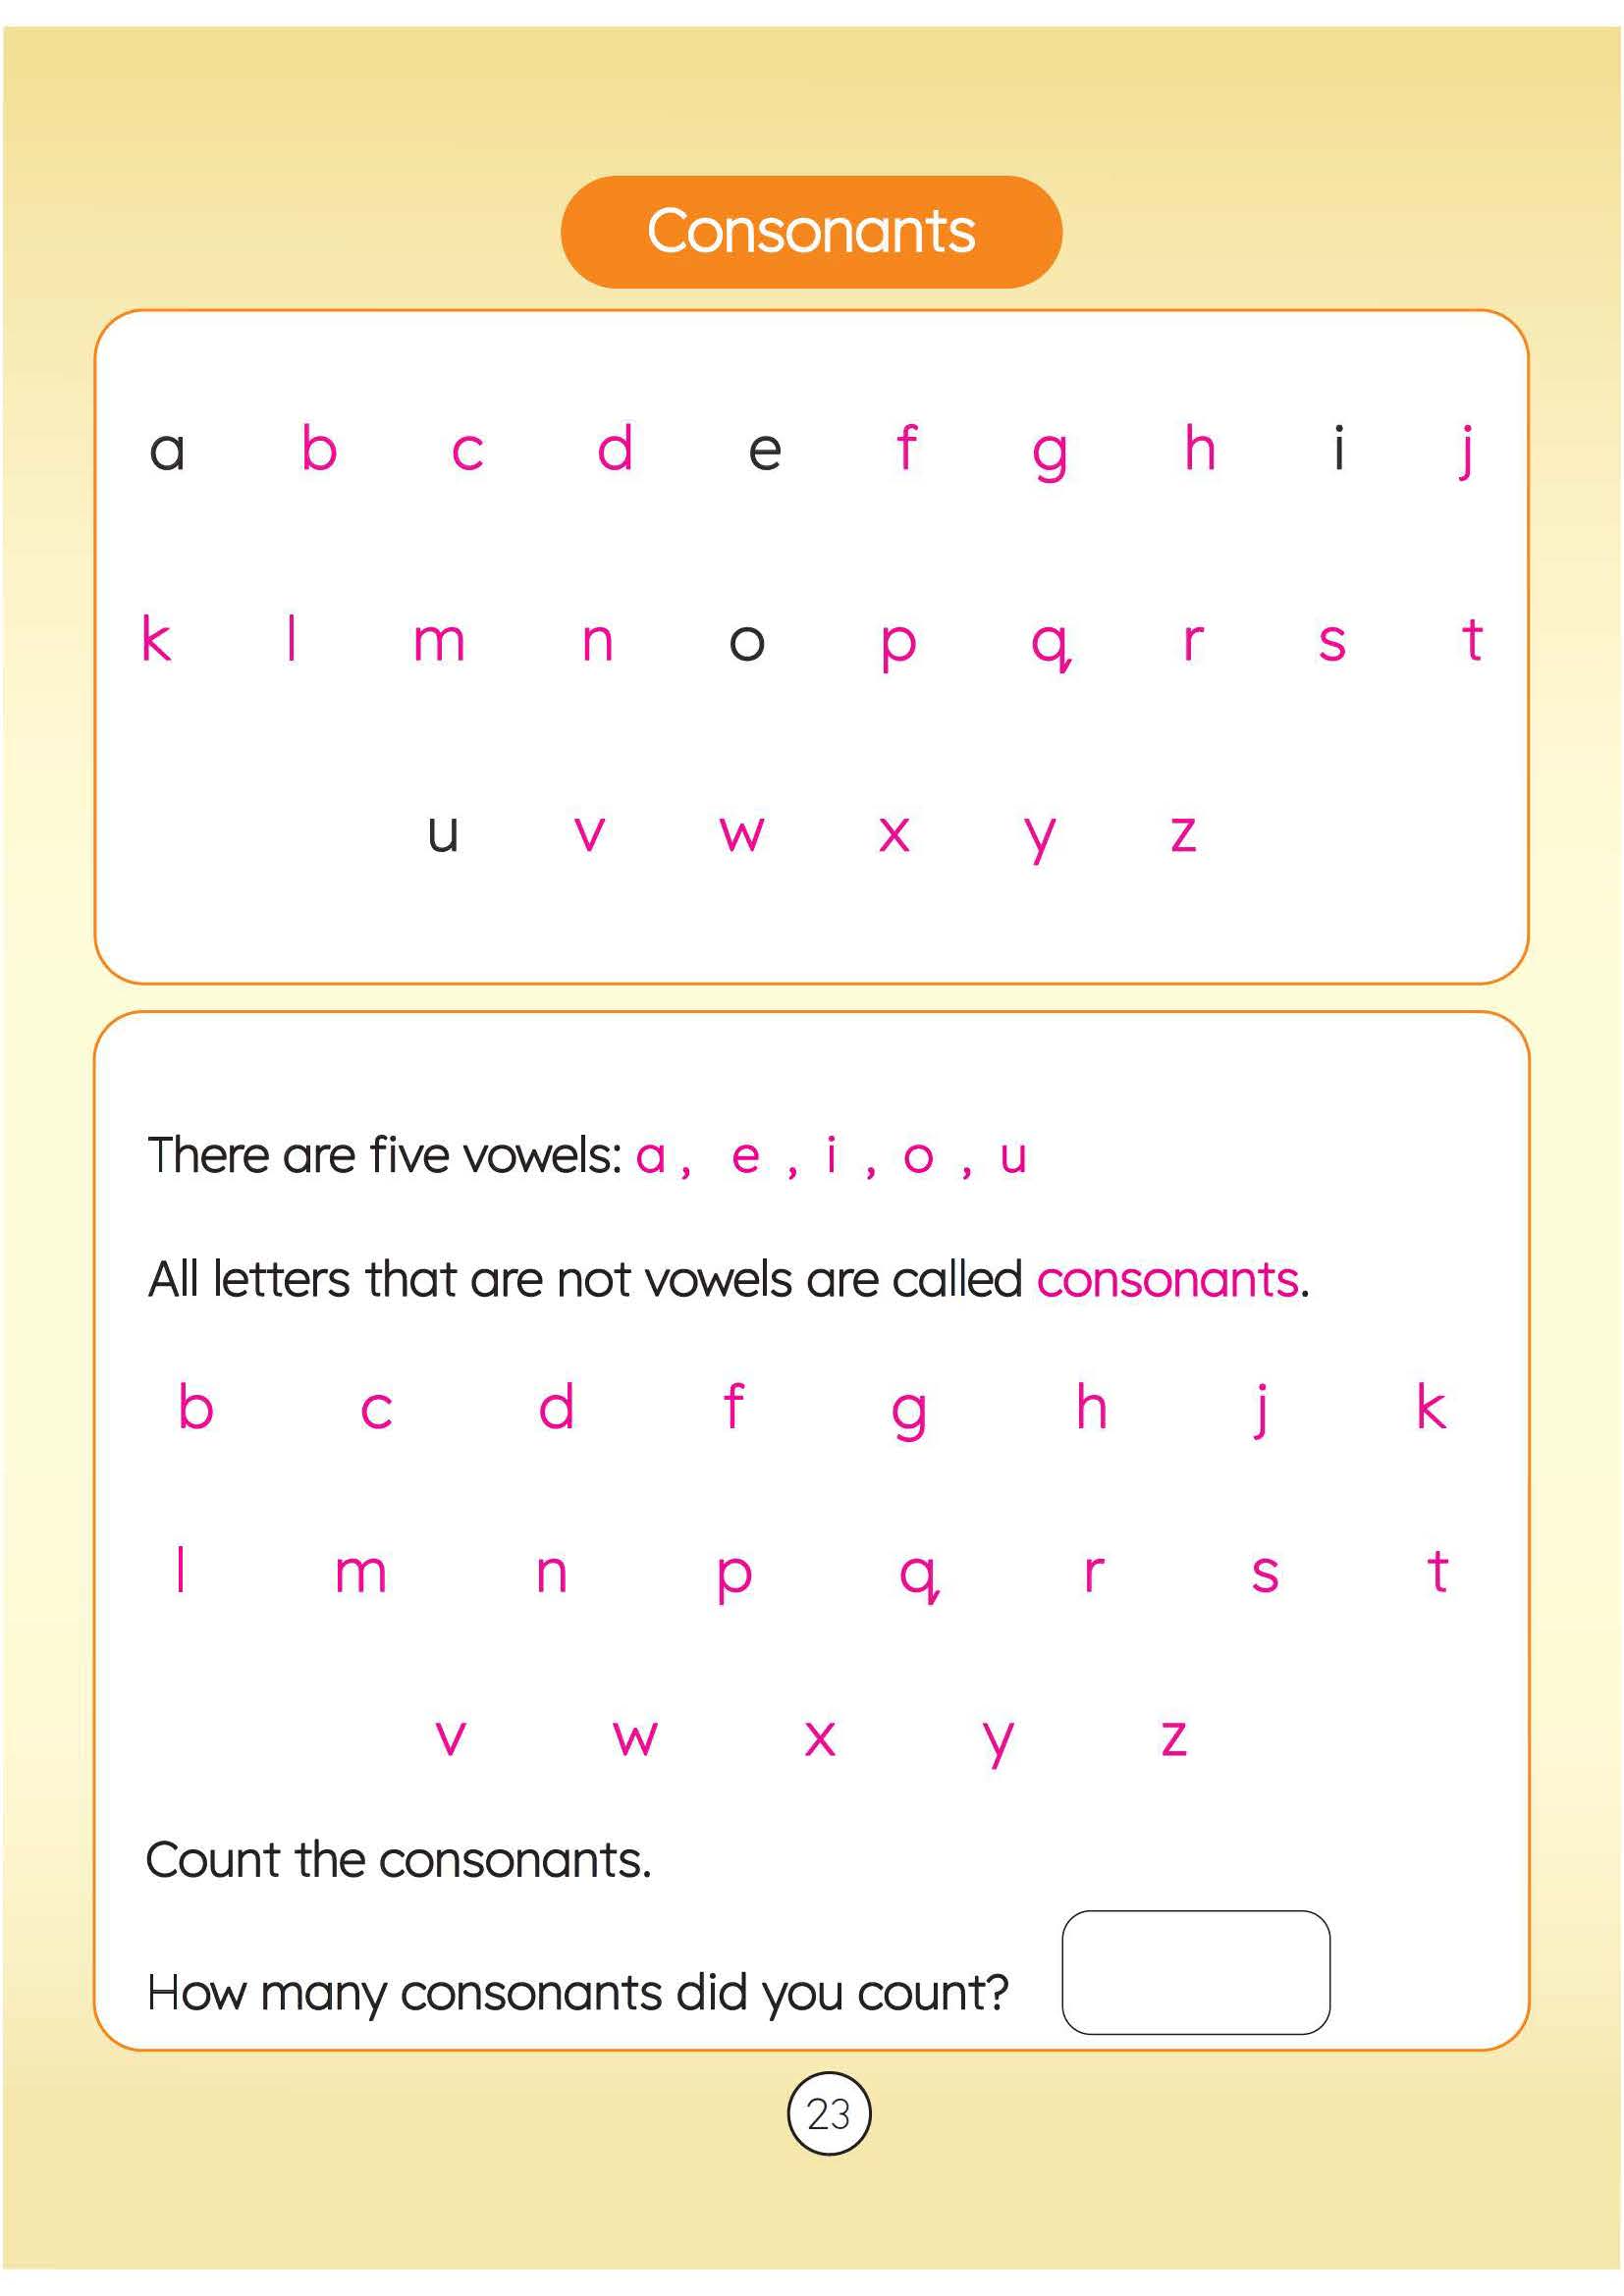 Consonants
a b c d e f g h i j
k l m n o p q r s t
u v w x y z
There are five vowels: a , e , i , o , u
All letters that are not vowels are called consonants.
b c d f g h j k
l m n p q r s t
v w x y z
Count the consonants.
How many consonants did you count?
23